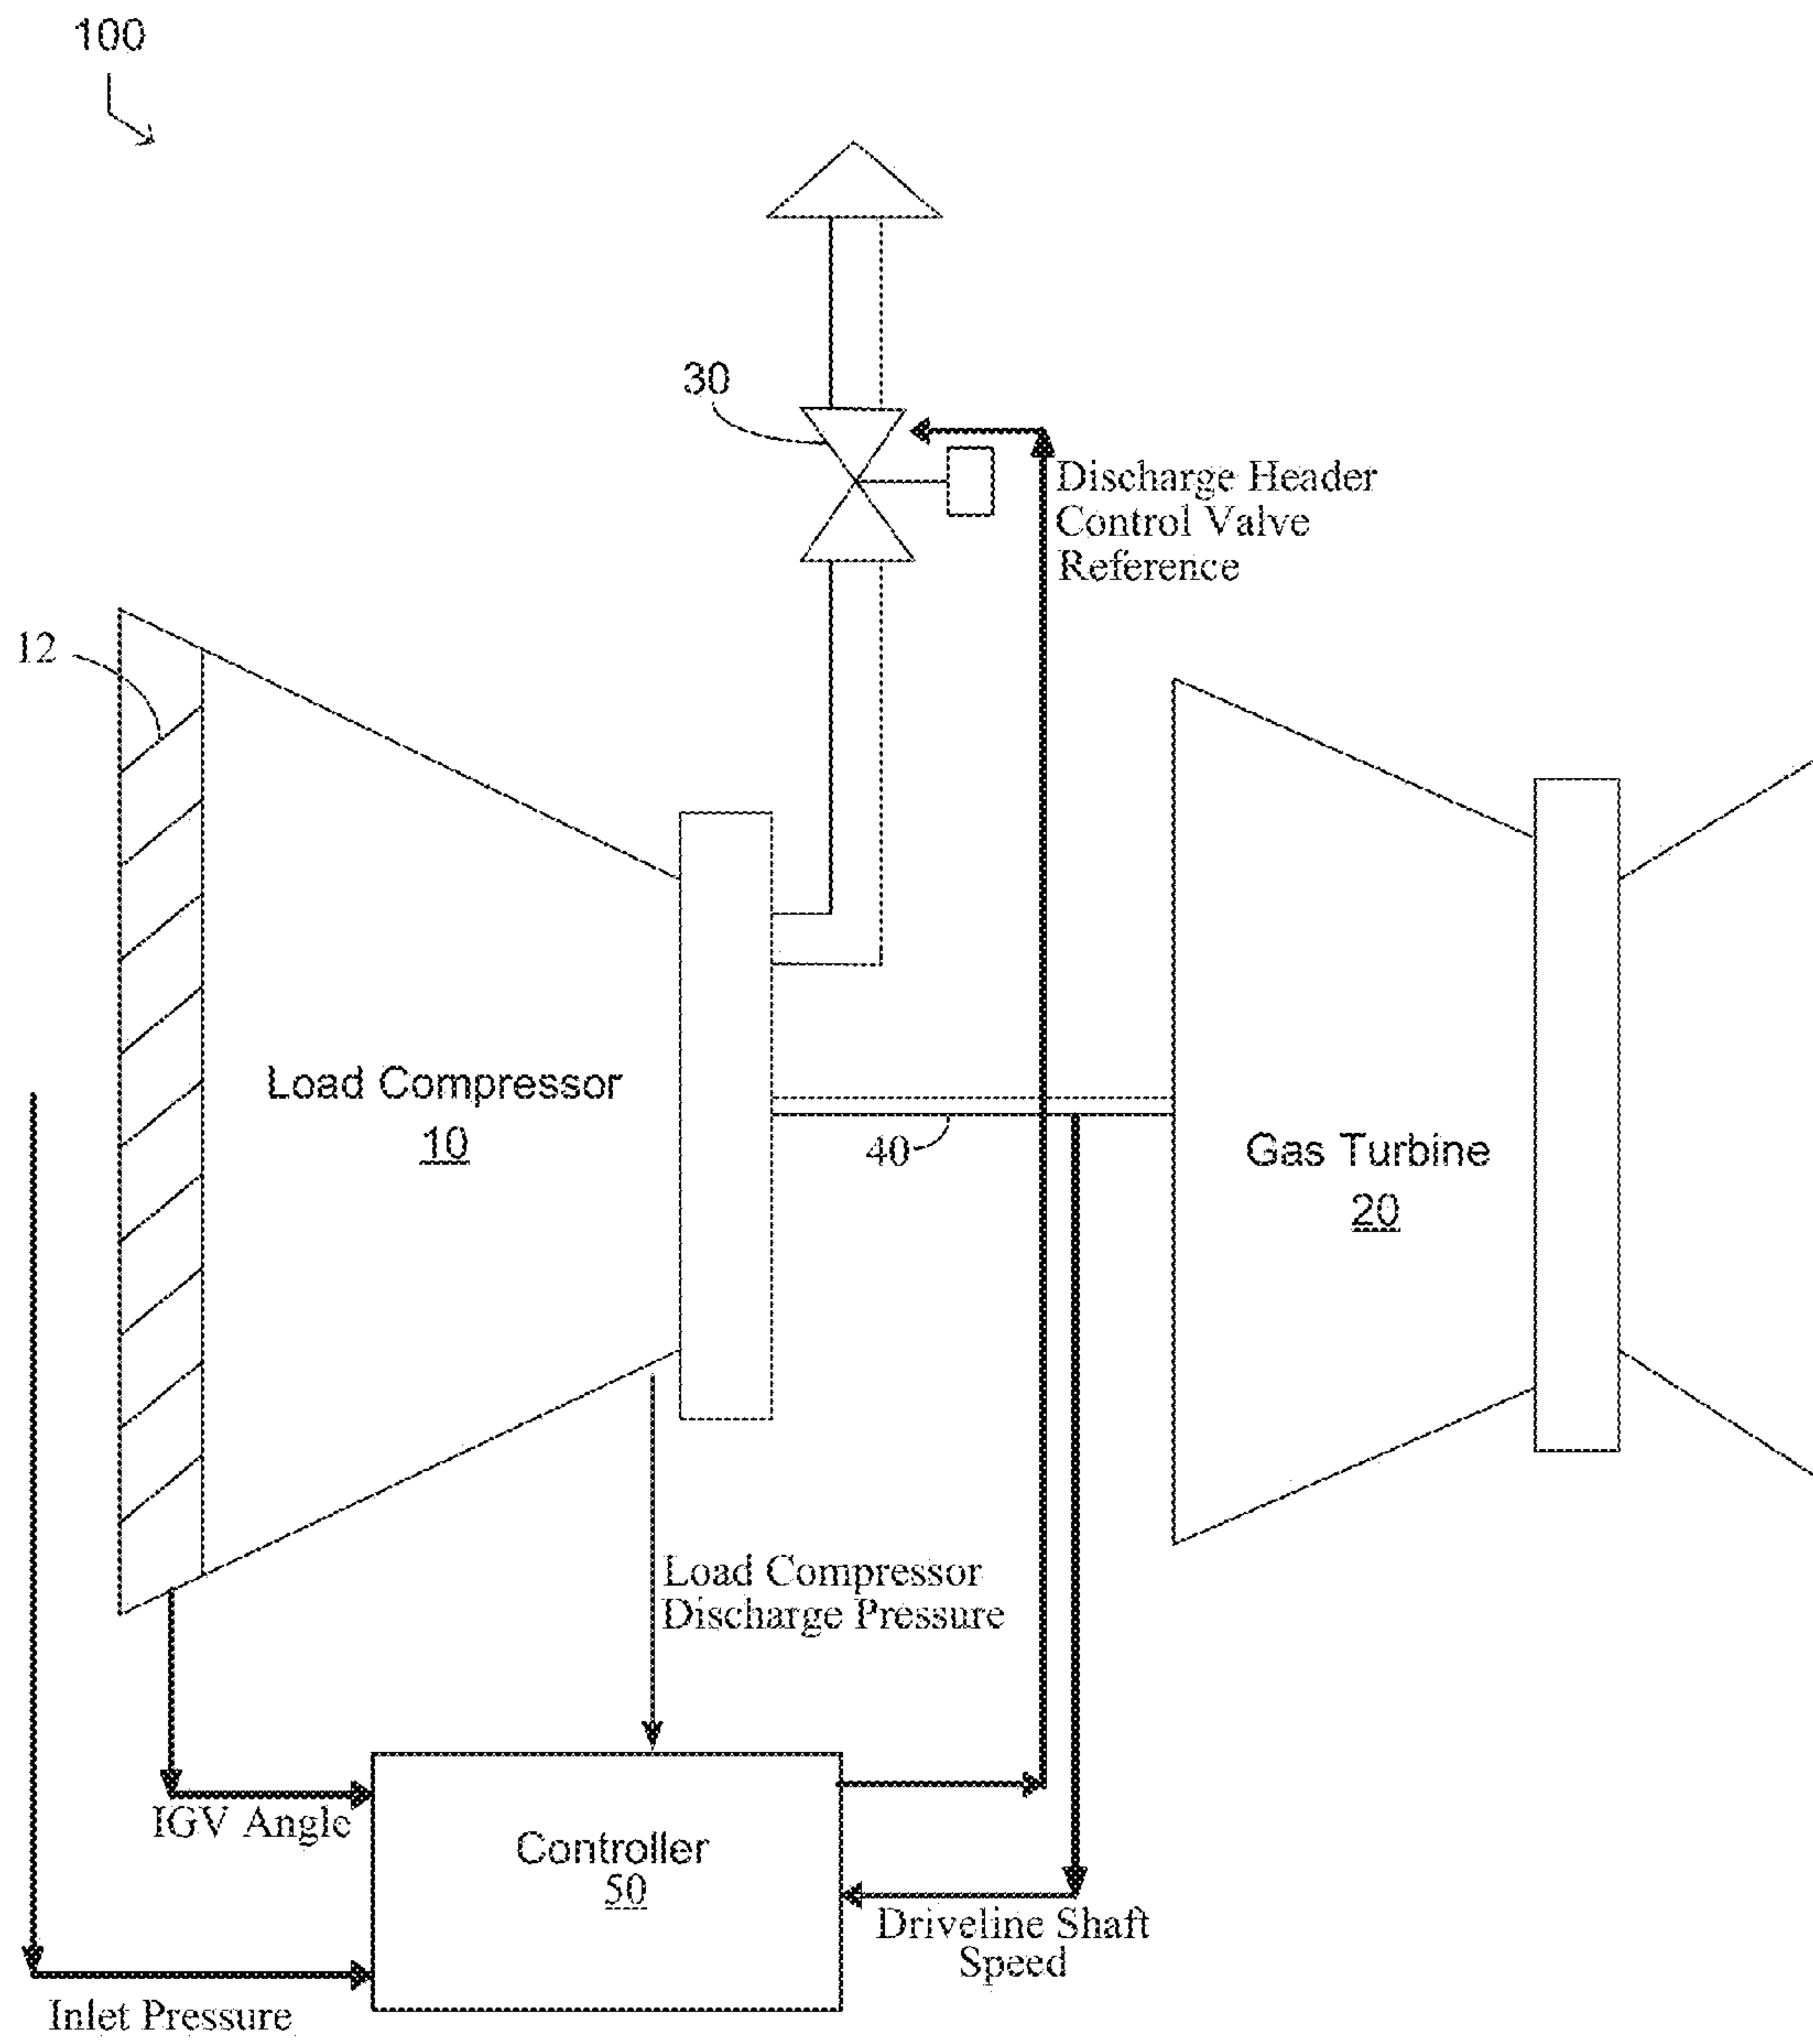 100
30
Discharge Header
Control Valve
Reference
12
Load Compressor
10
40
Gas Turbine
20
Load Compressor
Discharge Pressure
IGV Angle
Controller
50
Driveline Shaft
Speed
Inlet Pressure